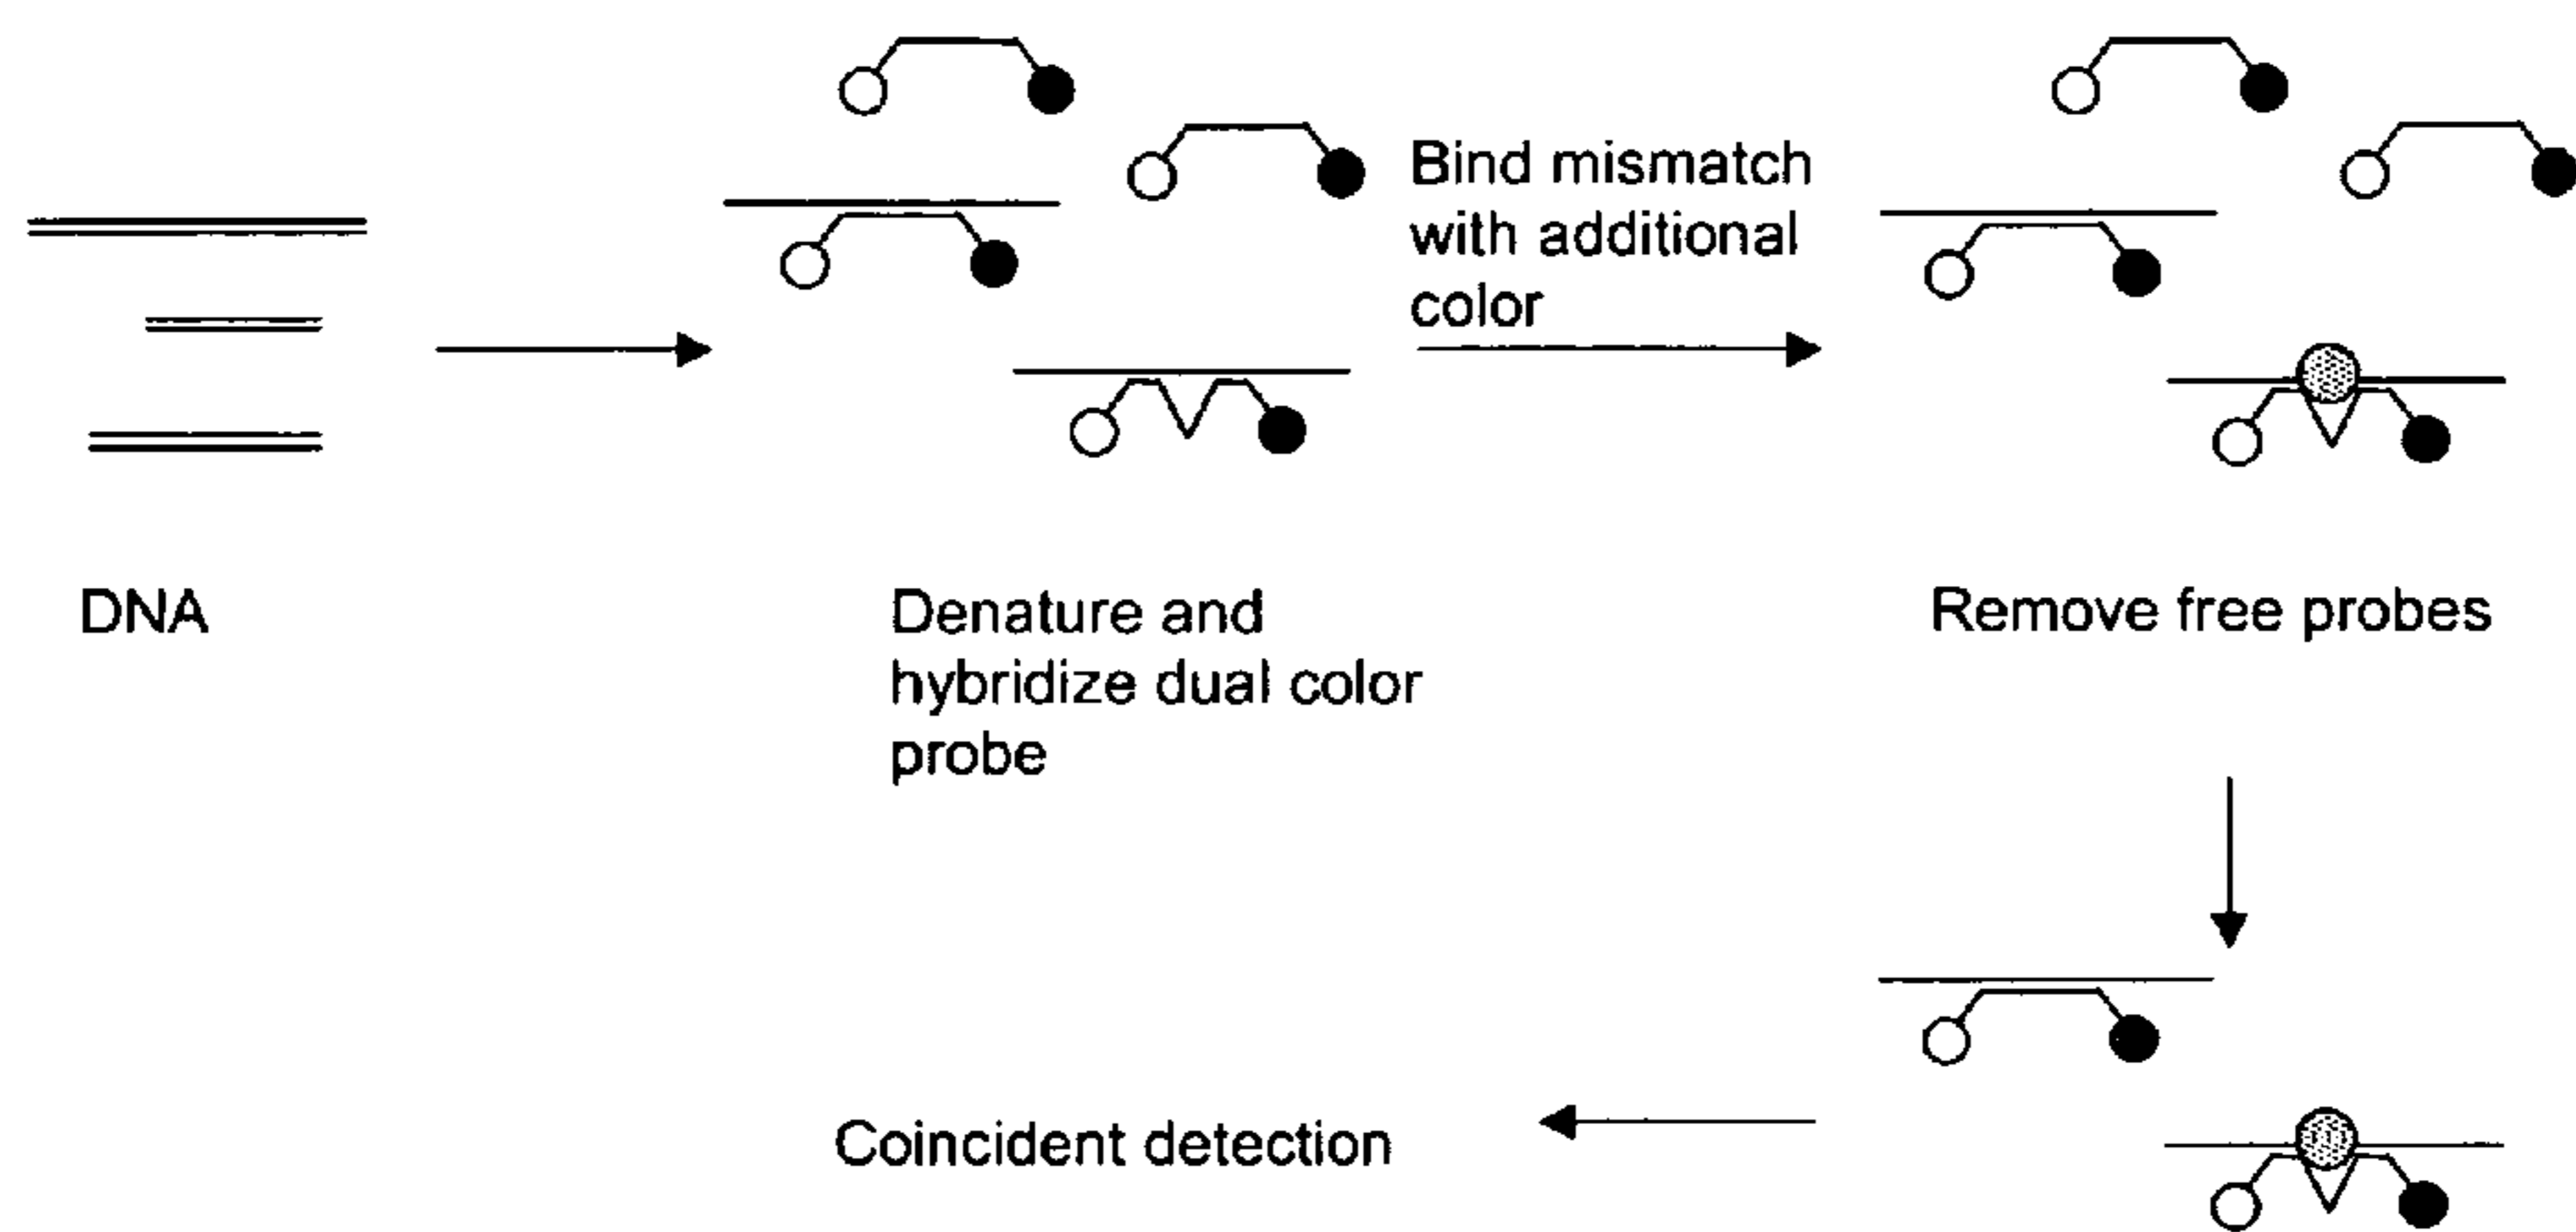 Bind mismatch
with additional
color
DNA
Denature and
hybridize dual color
probe
Remove free probes
Coincident detection